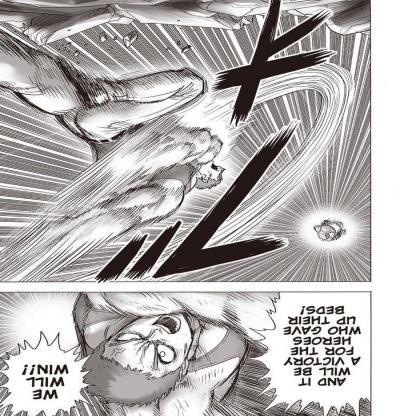 WE
WILL
WIN!!
AND IT
WILL BE
A VICTORY
FOR THE
HEROES
WHO GAVE
UP THEIR
BEDS!